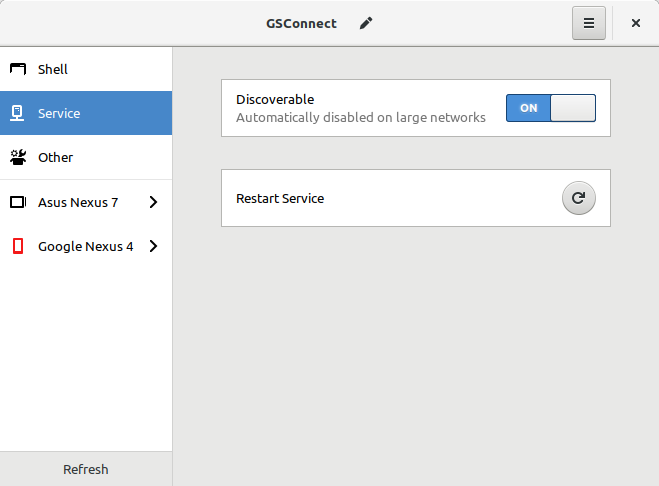 GSConnect
Shell
Service
Other
Asus Nexus 7
Google Nexus 4
Refresh
Discoverable
Automatically disabled on large networks
ON
Restart Service